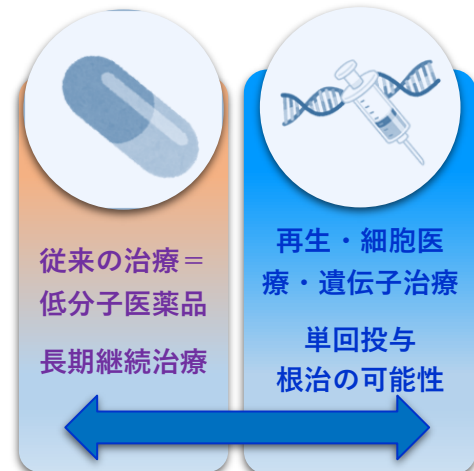 従来の治療＝
低分子医薬品
長期継続治療
再生・細胞医
療・遺伝子治療
単回投与
根治の可能性